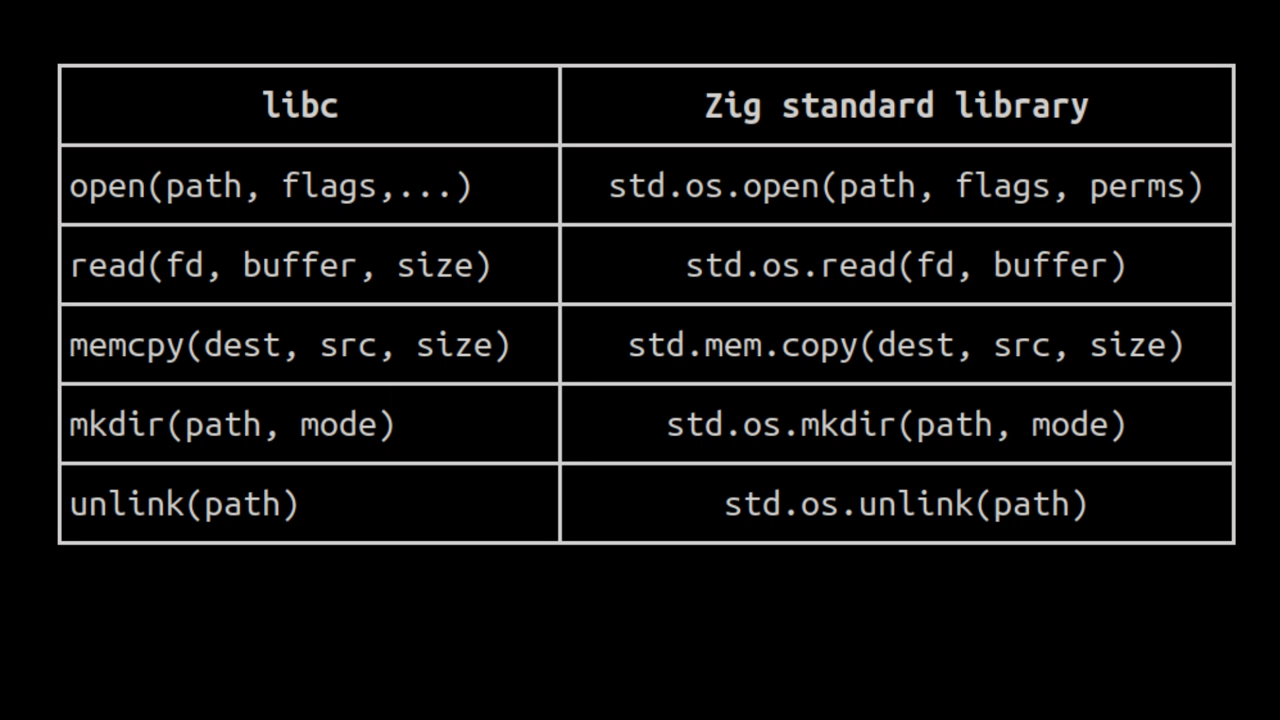 libc Zig standard library
open(path, flags,...) std.os.open(path, flags, perms)
read(fd, buffer, size) std.os.read(fd, buffer)
memcpy(dest, src, size) std.mem.copy(dest, src, size)
mkdir(path, mode) std.os.mkdir(path, mode)
unlink(path) std.os.unlink(path)